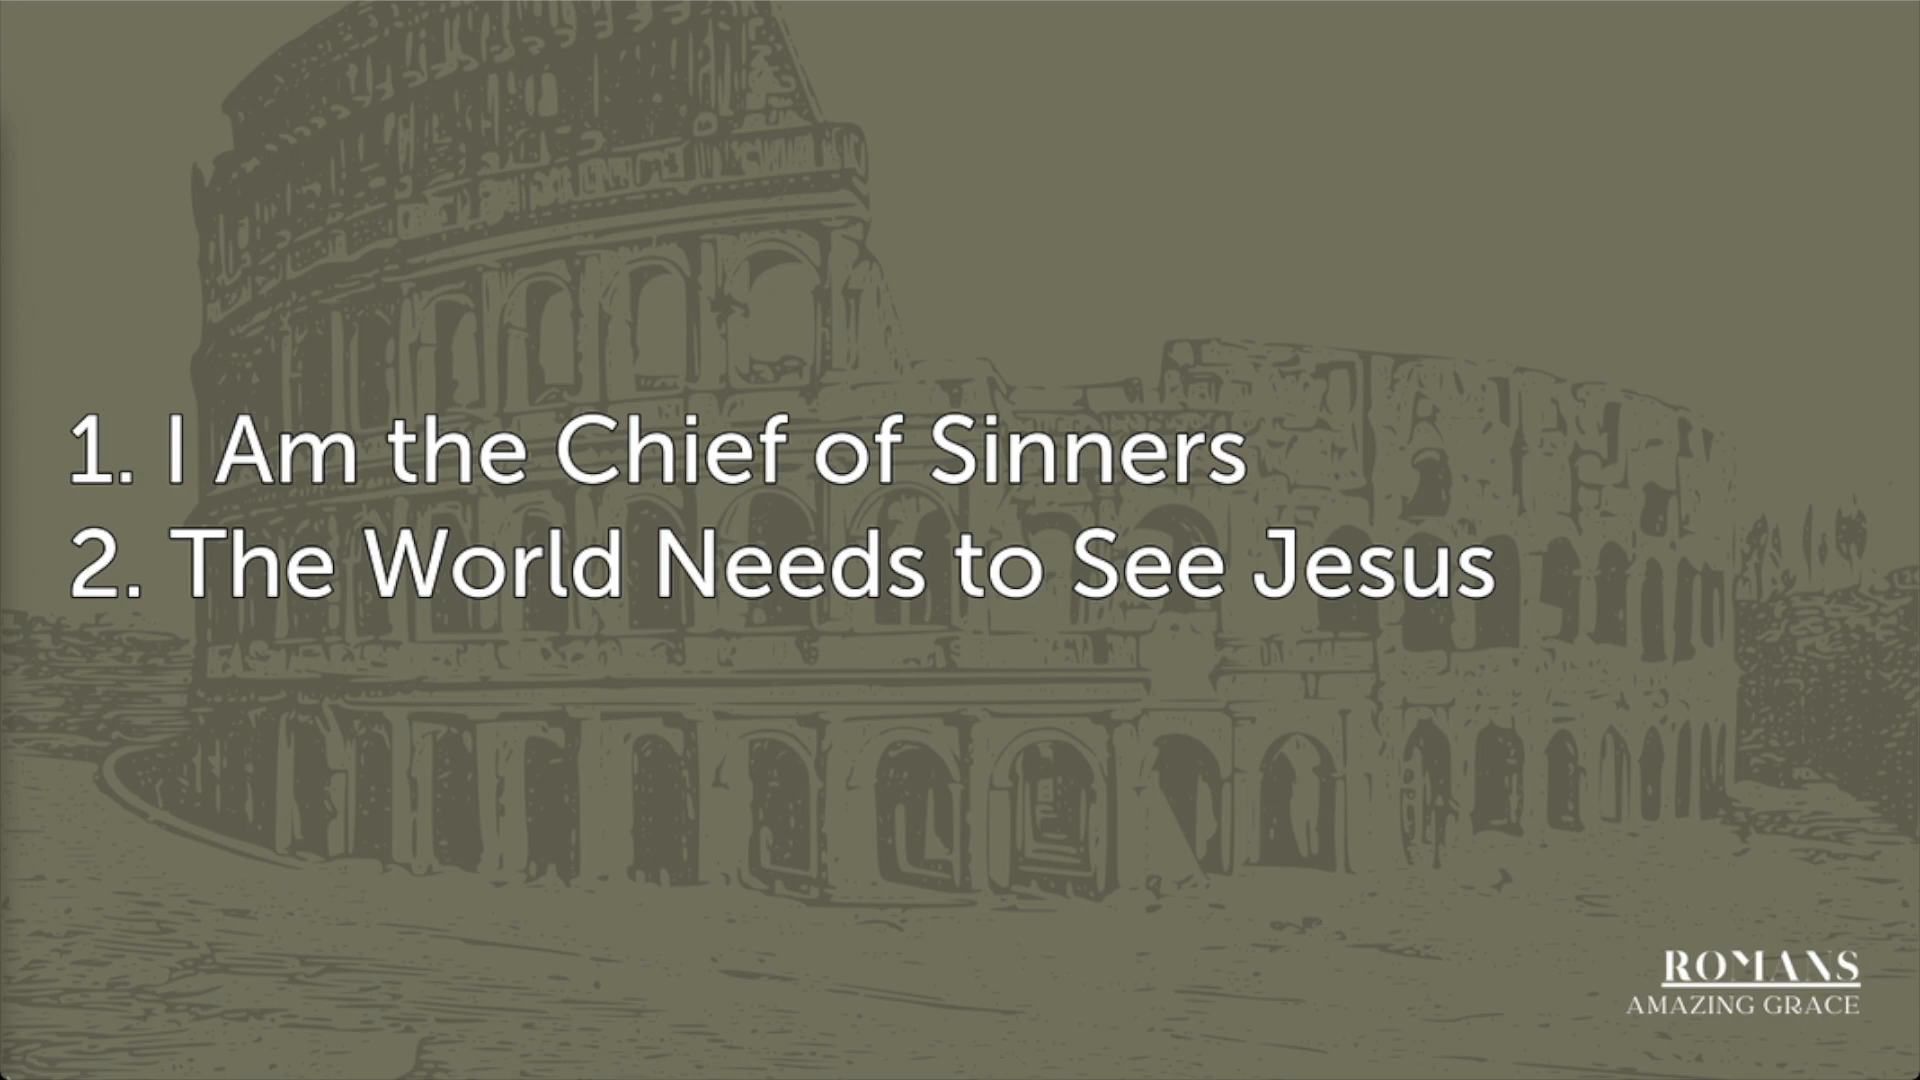 1. I Am the Chief of Sinners
2. The World Needs to See Jesus
ROMANS
AMAZING GRACE